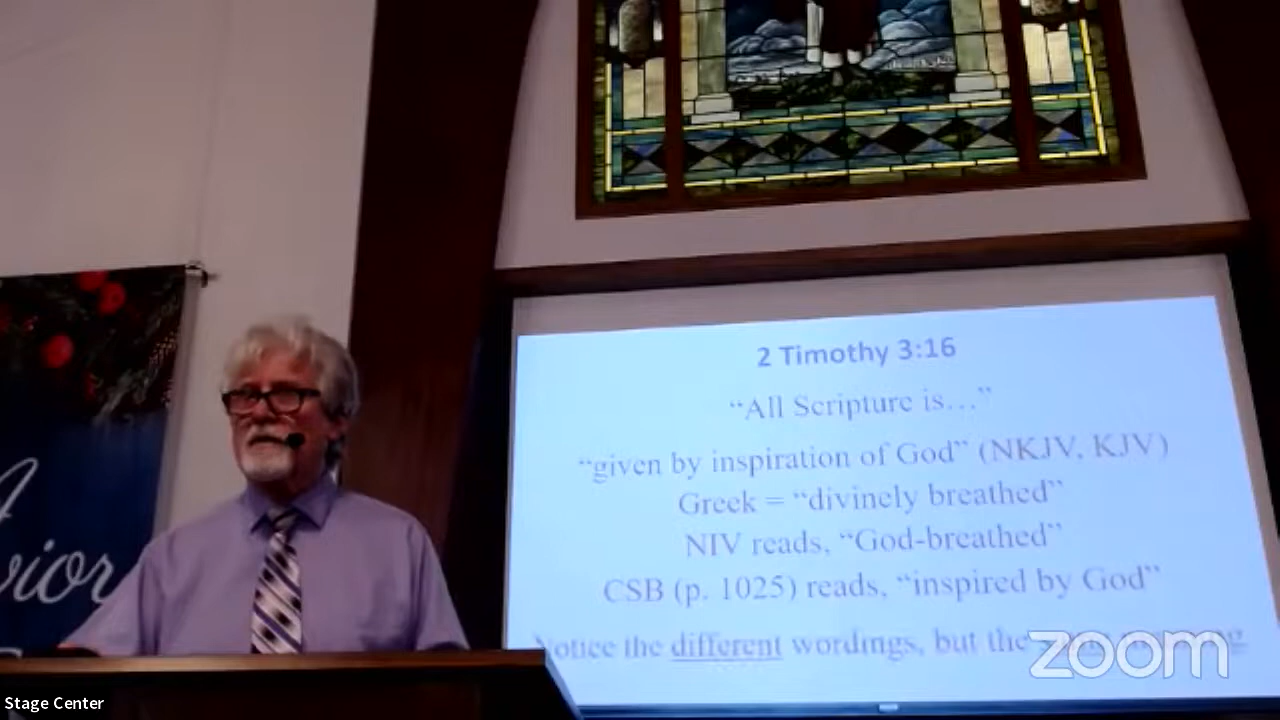 2 Timothy 3:16
“All Scripture is…”
“given by inspiration of God” (NKJV, KJV)
Greek = “divinely breathed”
NIV reads, “God-breathed”
CSB (p. 1025) reads, “inspired by God”
Notice the different wordings, but the
zoom
A
Stage Center